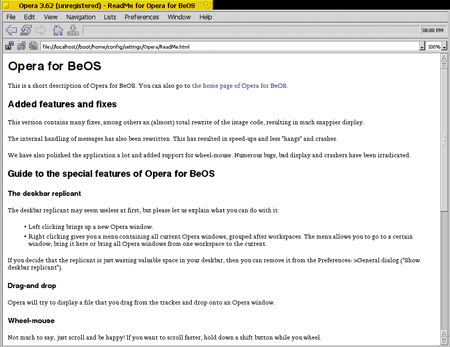 Opera 3.62 (unregistered) - ReadMe for Opera for BeOS
File Edit View Navigation Lists Preferences Window Help
08:00 PM
file://localhost/boot/home/config/settings/Opera/ReadMe.html
100%
Opera for BeOS
This is a short description of Opera for BeOS. You can also go to the home page of Opera for BeOS.
Added features and fixes
This version contains many fixes, among others an (almost) total rewrite of the image code, resulting in much snappier display.
The internal handling of messages has also been rewritten. This has resulted in speed-ups and less "hangs" and crashes.
We have also polished the application a lot and added support for wheel-mouse. Numerous bugs, bad display and crashers have been irradicated.
Guide to the special features of Opera for BeOS
The deskbar replicant
The deskbar replicant may seem useless at first, but please let us explain what you can do with it:
• Left clicking brings up a new Opera window.
• Right clicking gives you a menu containing all current Opera windows, grouped after workspaces. The menu allows you to go to a certain
window, bring it here or bring all Opera windows from one workspace to the current.
If you decide that the replicant is just wasting valuable space in your deskbar, then you can remove it from the Preferences->General dialog ("Show
deskbar replicant").
Drag-and drop
Opera will try to display a file that you drag from the tracker and drop onto an Opera window.
Wheel-mouse
Not much to say, just scroll and be happy! If you want to scroll faster, hold down a shift button while you wheel.